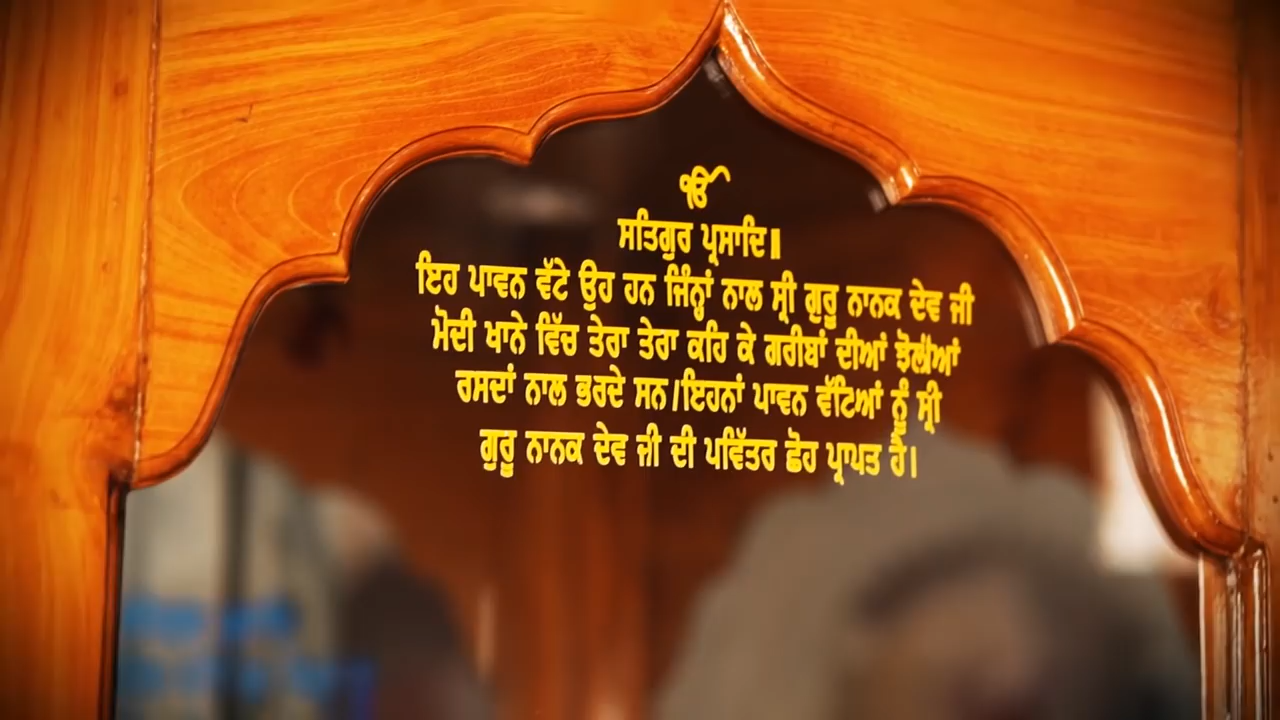 ੴ
ਸਤਿਗੁਰ ਪ੍ਰਸਾਦਿ॥
ਇਹ ਪਾਵਨ ਵੱਟੇ ਉਹ ਹਨ ਜਿੰਨ੍ਹਾਂ ਨਾਲ ਸ੍ਰੀ ਗੁਰੂ ਨਾਨਕ ਦੇਵ ਜੀ
ਮੋਦੀ ਖਾਨੇ ਵਿੱਚ ਤੇਰਾ ਤੇਰਾ ਕਹਿ ਕੇ ਗਰੀਬਾਂ ਦੀਆਂ ਝੋਲੀਆਂ
ਰਸਦਾਂ ਨਾਲ ਭਰਦੇ ਸਨ/ਇਹਨਾਂ ਪਾਵਨ ਵੱਟਿਆਂ ਨੂੰ ਸ੍ਰੀ
ਗੁਰੂ ਨਾਨਕ ਦੇਵ ਜੀ ਦੀ ਪਵਿੱਤਰ ਛੋਹ ਪ੍ਰਾਪਤ ਹੈ।